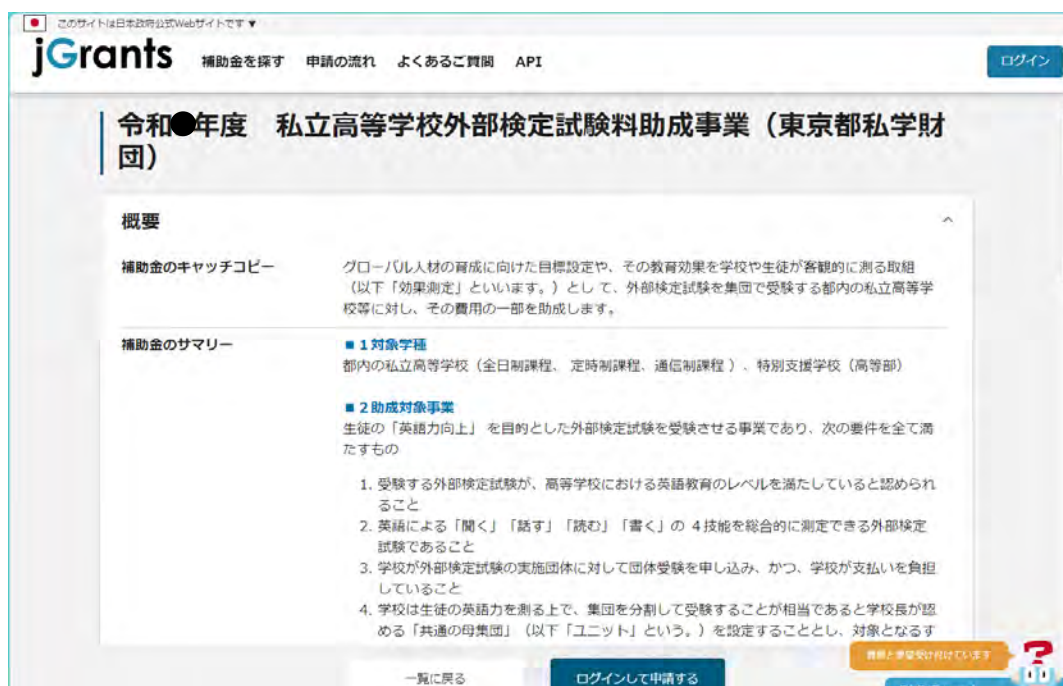 このサイトは日本政府公式Webサイトです ▼
jGrants 補助金を探す 申請の流れ よくあるご質問 API ログイン
令和●年度 私立高等学校外部検定試験料助成事業（東京都私学財
団）
概要
補助金のキャッチコピー グローバル人材の育成に向けた目標設定や、その教育効果を学校や生徒が客観的に測る取組
（以下「効果測定」といいます。）とし て、外部検定試験を集団で受験する都内の私立高等学
校等に対し、その費用の一部を助成します。
補助金のサマリー ■１対象学種
都内の私立高等学校（全日制課程、 定時制課程、通信制課程 ）、特別支援学校（高等部）
■２助成対象事業
生徒の「英語力向上」 を目的とした外部検定試験を受験させる事業であり、次の要件を全て満
たすもの
1. 受験する外部検定試験が、高等学校における英語教育のレベルを満たしていると認められ
ること
2. 英語による「聞く」「話す」「読む」「書く」の ４技能を総合的に測定できる外部検定
試験であること
3. 学校が外部検定試験の実施団体に対して団体受験を申し込み、かつ、学校が支払いを負担
していること
4. 学校は生徒の英語力を測る上で、集団を分割して受験することが相当であると学校長が認
める「共通の母集団」（以下「ユニット」という。）を設定することとし、対象となるす
受け付けています
一覧に戻る ログインして申請する